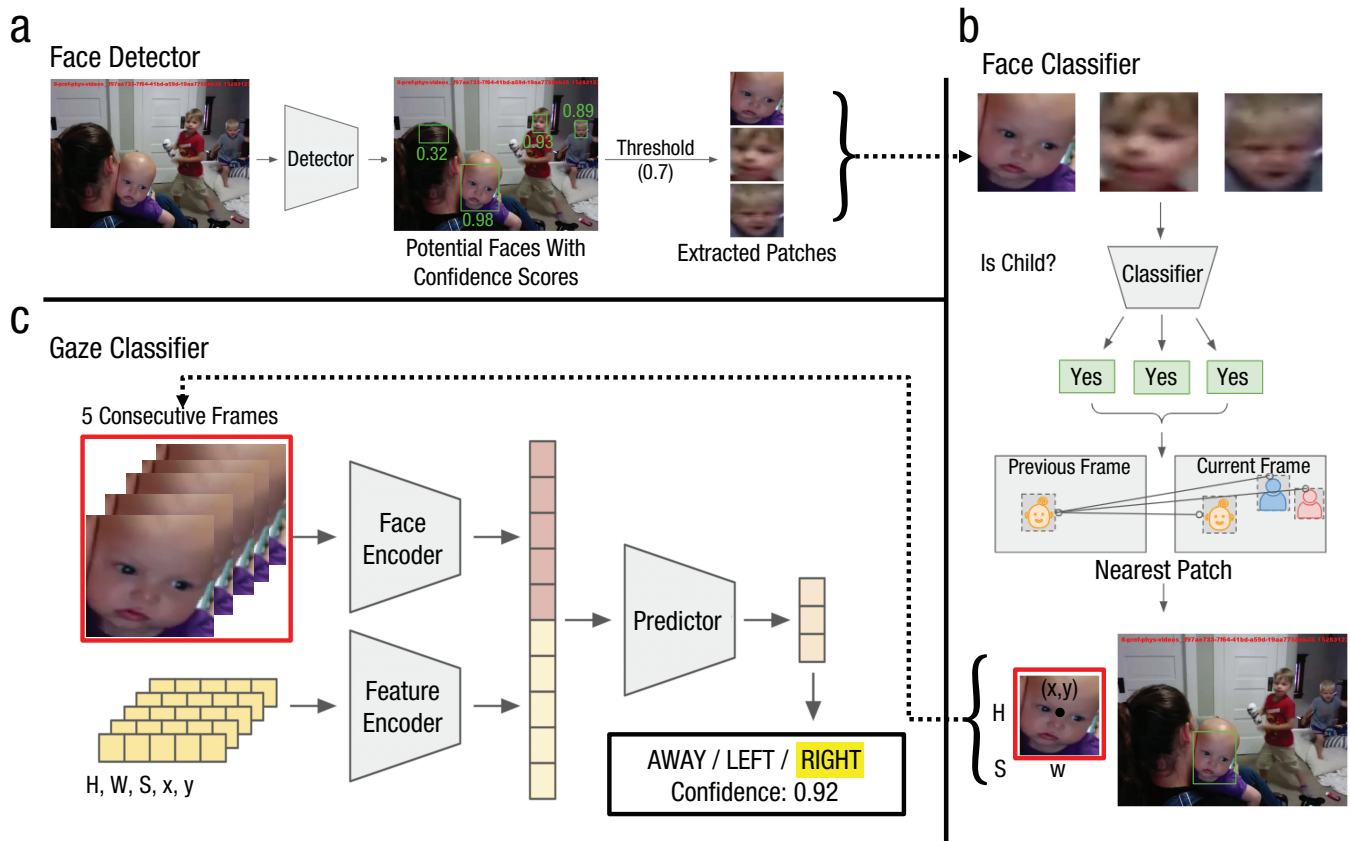 a
Face Detector
Detector
0.32
0.93
0.89
0.98
Potential Faces With
Confidence Scores
Threshold
(0.7)
Extracted Patches
b
Face Classifier
Is Child?
Classifier
Yes
Yes
Yes
Previous Frame
Current Frame
Nearest Patch
(x,y)
H
S
W
c
Gaze Classifier
5 Consecutive Frames
Face
Encoder
Feature
Encoder
H, W, S, x, y
Predictor
AWAY / LEFT / RIGHT
Confidence: 0.92